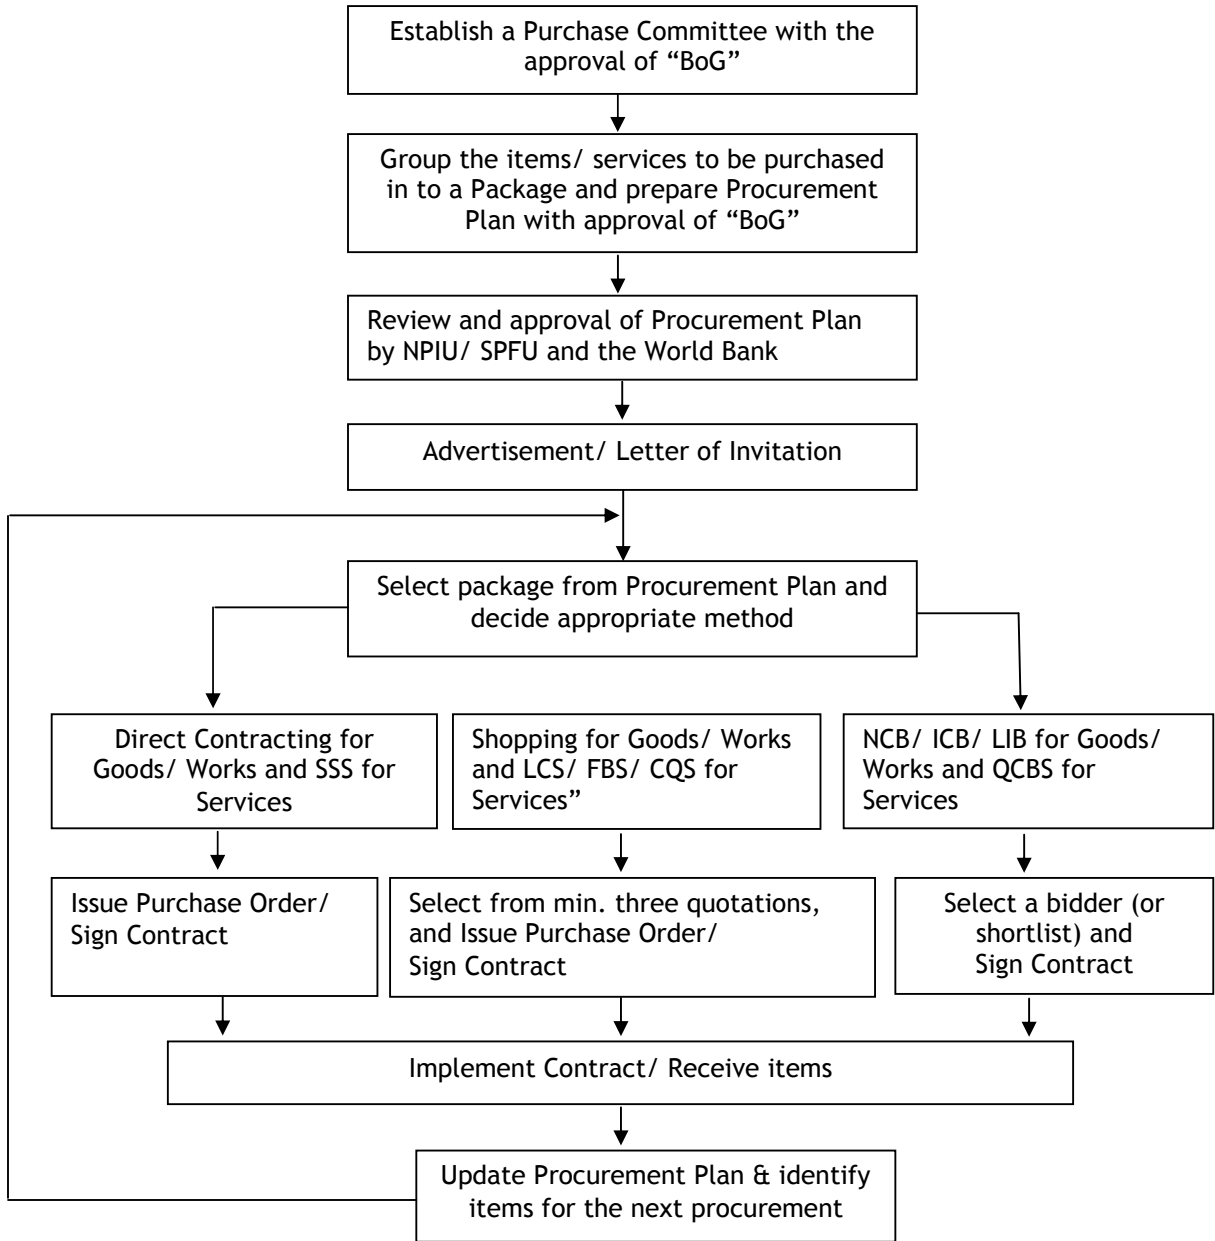 Establish a Purchase Committee with the
approval of “BoG”
Group the items/ services to be purchased
in to a Package and prepare Procurement
Plan with approval of “BoG”
Review and approval of Procurement Plan
by NPIU/ SPFU and the World Bank
Advertisement/ Letter of Invitation
Select package from Procurement Plan and
decide appropriate method
Direct Contracting for
Goods/ Works and SSS for
Services
Shopping for Goods/ Works
and LCS/ FBS/ CQS for
Services”
NCB/ ICB/ LIB for Goods/
Works and QCBS for
Services
Issue Purchase Order/
Sign Contract
Select from min. three quotations,
and Issue Purchase Order/
Sign Contract
Select a bidder (or
shortlist) and
Sign Contract
Implement Contract/ Receive items
Update Procurement Plan & identify
items for the next procurement